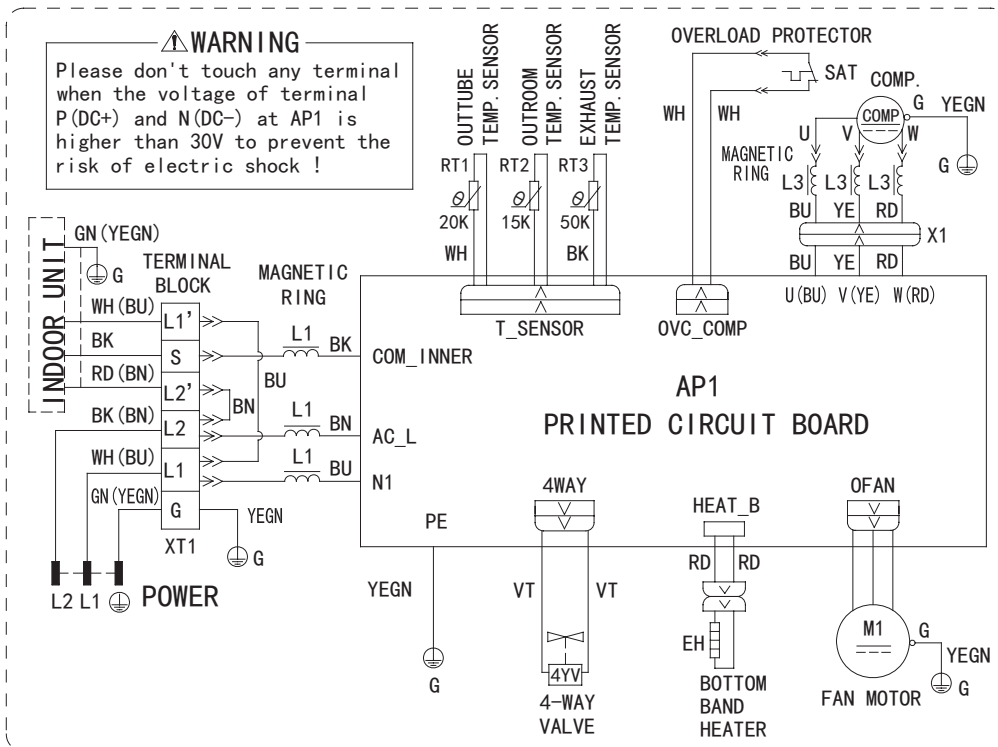 WARNING
Please don't touch any terminal
when the voltage of terminal
P(DC+) and N(DC-) at AP1 is
higher than 30V to prevent the
risk of electric shock !
OUTTUBE
TEMP. SENSOR
OUTROOM
TEMP. SENSOR
EXHAUST
TEMP. SENSOR
RT1
RT2
RT3
θ
θ
θ
20K
15K
50K
WH
BK
T_SENSOR
OVERLOAD PROTECTOR
SAT
WH
WH
OVC_COMP
COMP.
COMP
G
YEGN
G
U
V
W
MAGNETIC
RING
L3
L3
L3
BU
YE
RD
X1
BU
YE
RD
U(BU)
V(YE)
W(RD)
INDOOR UNIT
GN(YEGN)
G
TERMINAL
BLOCK
MAGNETIC
RING
WH(BU)
L1'
BK
S
RD(BN)
L2'
BK(BN)
L2
WH(BU)
L1
GN(YEGN)
G
XT1
BU
BN
L1
BK
COM_INNER
L1
BN
AC_L
L1
BU
N1
YEGN
G
L2
L1
POWER
AP1
PRINTED CIRCUIT BOARD
PE
YEGN
G
4WAY
VT
VT
4YV
4-WAY
VALVE
HEAT_B
RD
RD
EH
BOTTOM
BAND
HEATER
OFAN
M1
G
YEGN
G
FAN MOTOR